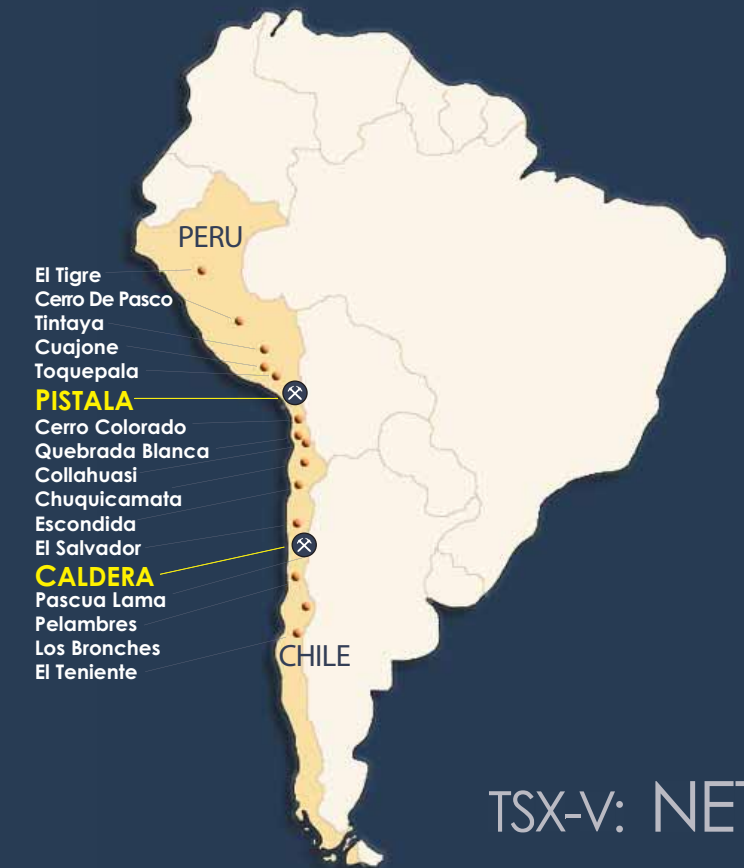 PERU
El Tigre
Cerro De Pasco
Tintaya
Cuajone
Toquepala
PISTALA
Cerro Colorado
Quebrada Blanca
Collahuasi
Chuquicamata
Escondida
El Salvador
CALDERA
Pascua Lama
Pelambres
Los Bronches
El Teniente
CHILE
TSX-V: NET